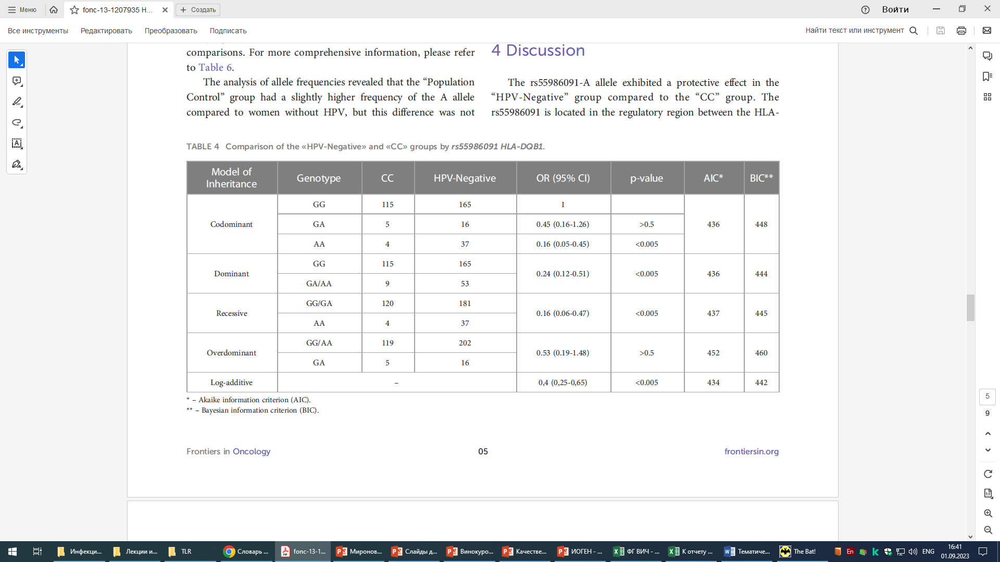 Меню
fonc-13-1207935 H...
Создать
Войти
Все инструменты
Редактировать
Преобразовать
Подписать
Найти текст или инструмент
comparisons. For more comprehensive information, please refer
to Table 6.
The analysis of allele frequencies revealed that the “Population
Control” group had a slightly higher frequency of the A allele
compared to women without HPV, but this difference was not
4 Discussion
The rs55986091-A allele exhibited a protective effect in the
“HPV-Negative” group compared to the “CC” group. The
rs55986091 is located in the regulatory region between the HLA-
TABLE 4 Comparison of the «HPV-Negative» and «CC» groups by rs55986091 HLA-DQB1.
Model of Inheritance Genotype CC HPV-Negative OR (95% CI) p-value AIC* BIC**
Codominant GG 115 165 1 436 448
GA 5 16 0.45 (0.16-1.26) >0.5
AA 4 37 0.16 (0.05-0.45) <0.005
Dominant GG 115 165 0.24 (0.12-0.51) <0.005 436 444
GA/AA 9 53
Recessive GG/GA 120 181 0.16 (0.06-0.47) <0.005 437 445
AA 4 37
Overdominant GG/AA 119 202 0.53 (0.19-1.48) >0.5 452 460
GA 5 16
Log-additive – 0,4 (0,25-0,65) <0.005 434 442
* – Akaike information criterion (AIC).
** – Bayesian information criterion (BIC).
Frontiers in Oncology
05
frontiersin.org
5
9
Инфекци...
Лекции и...
TLR
Словарь ...
fonc-13-1...
Миронов...
Слайды д...
Винокуро...
Качестве...
ИОГЕН - ...
ФГ ВИЧ - ...
К отчету ...
Тематиче...
The Bat!
En
ENG
16:41
01.09.2023